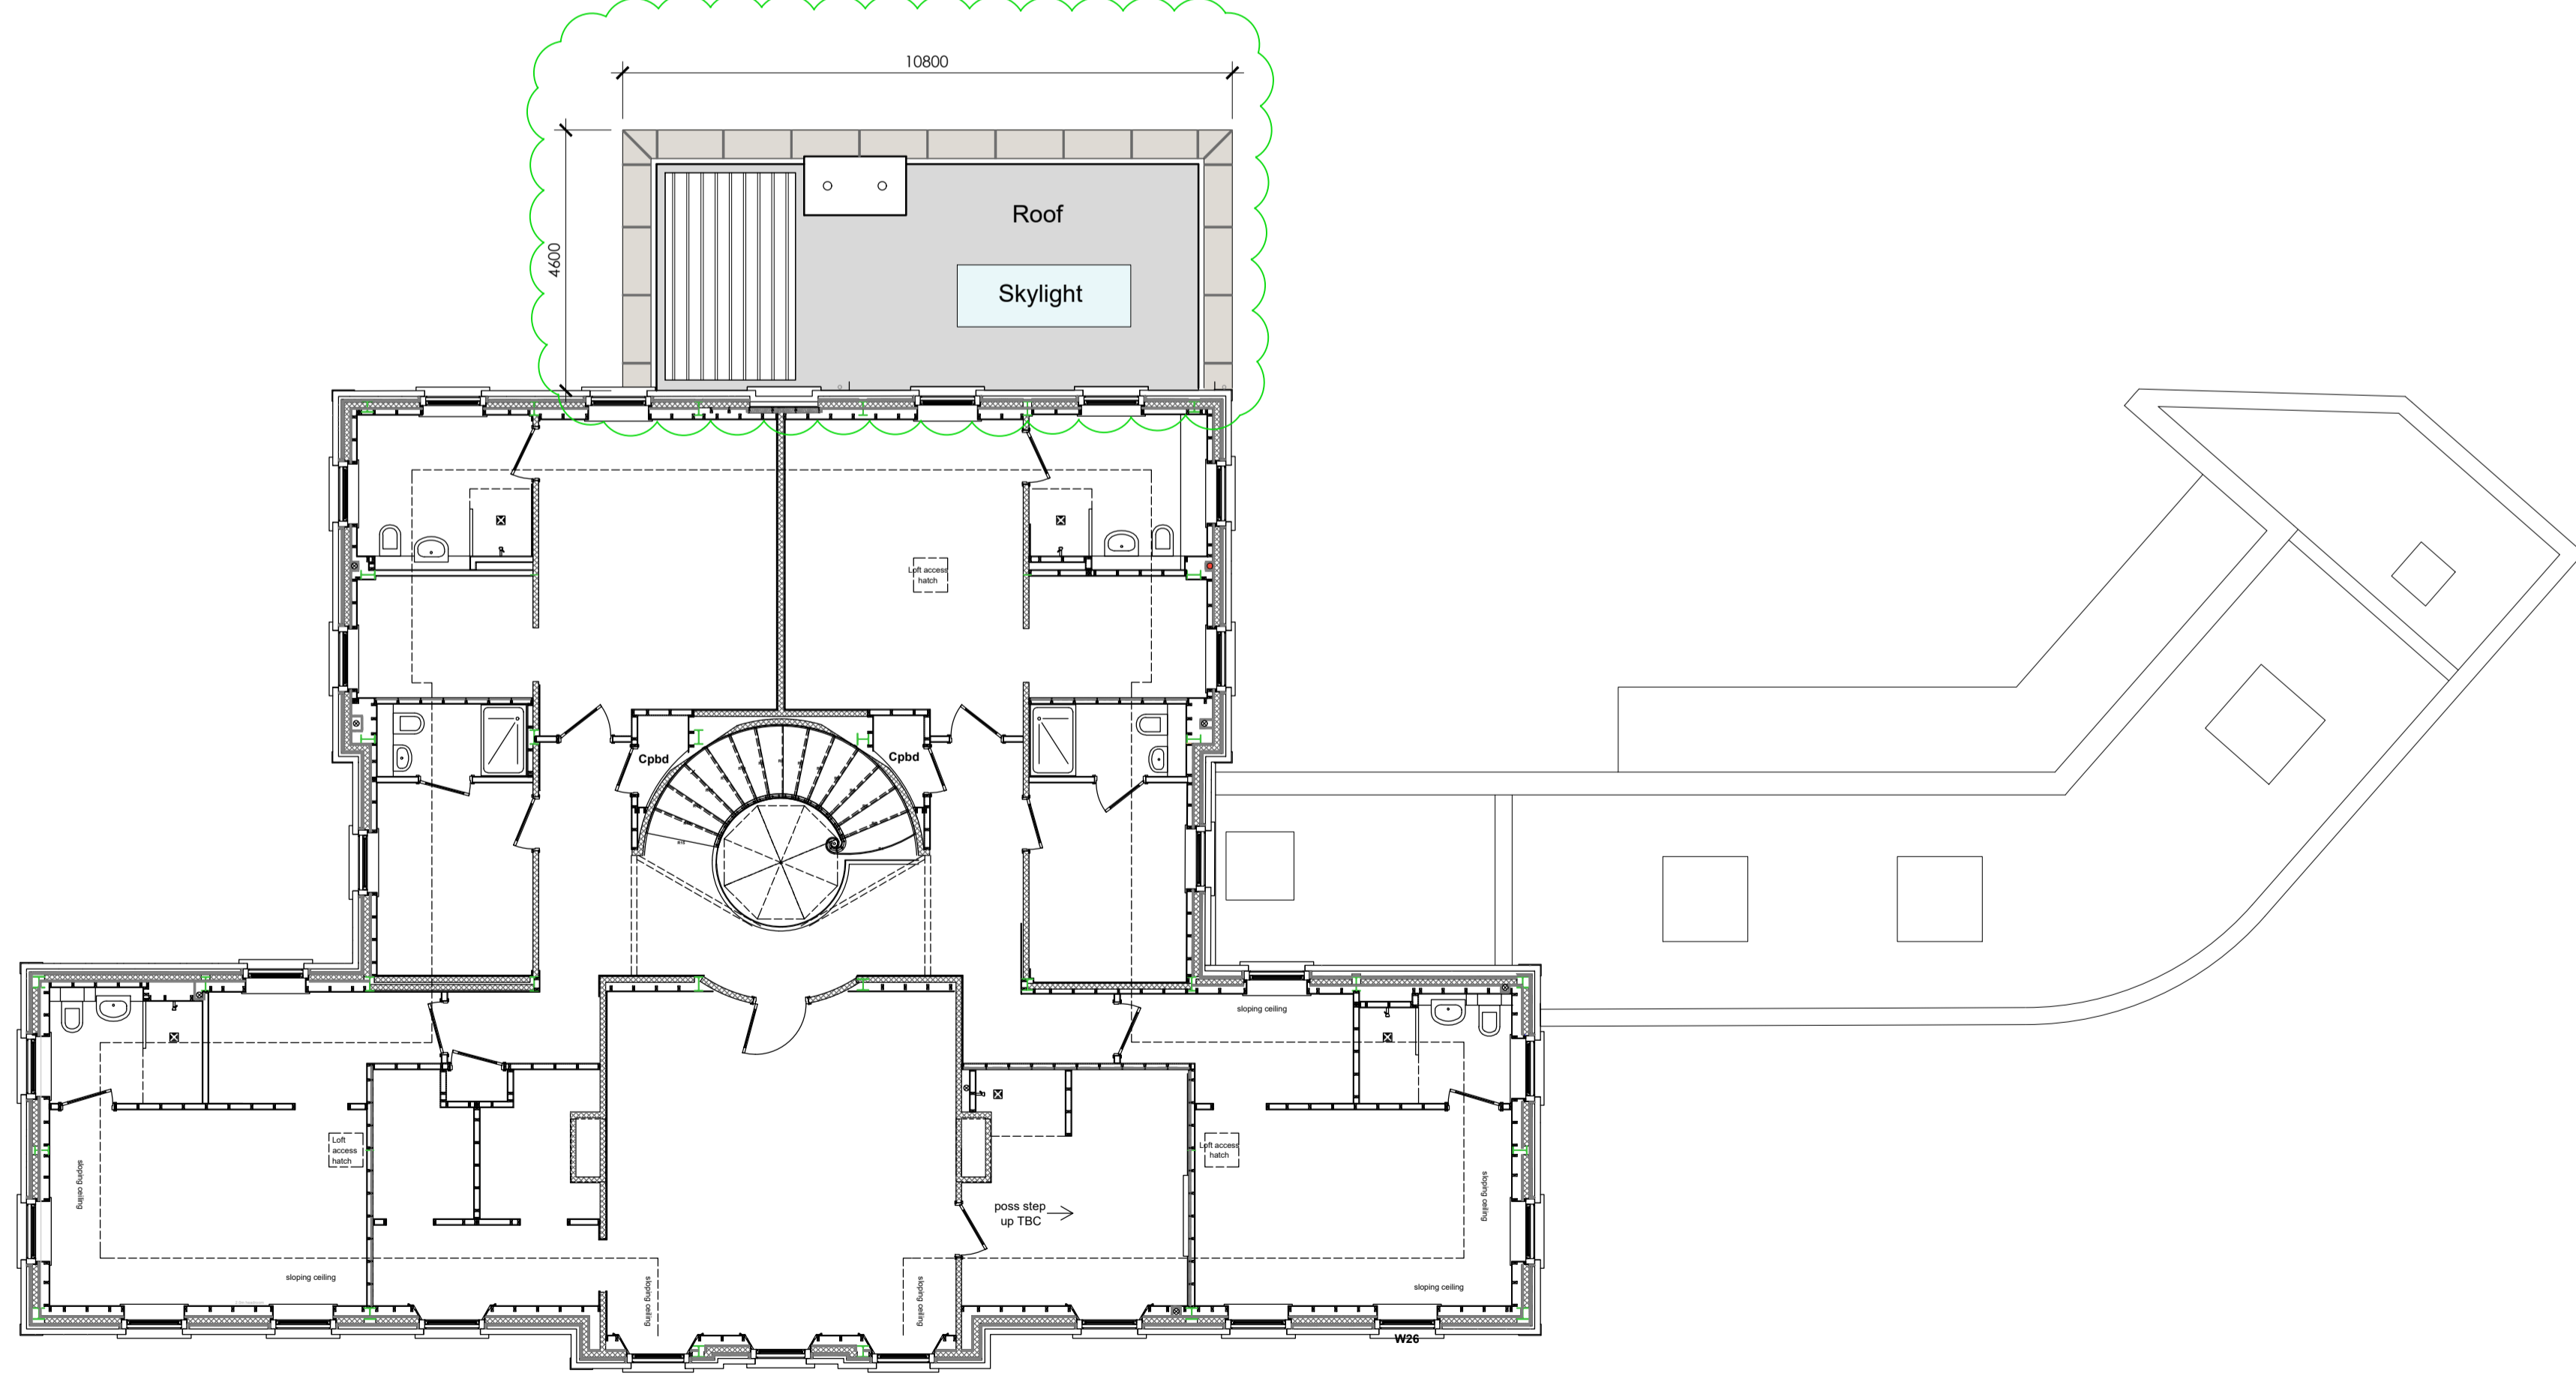 10800
4600
Roof
Skylight
Loft access
hatch
Cpbd
Cpbd
sloping ceiling
Loft
access
hatch
Loft access
hatch
sloping ceiling
sloping ceiling
poss step
up TBC
sloping ceiling
sloping ceiling
sloping ceiling
sloping ceiling
W26